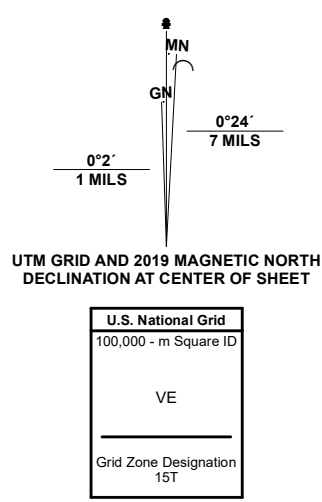 MN
GN
0°24´
7 MILS
0°2´
1 MILS
UTM GRID AND 2019 MAGNETIC NORTH
DECLINATION AT CENTER OF SHEET
U.S. National Grid
100,000 - m Square ID
VE
Grid Zone Designation
15T